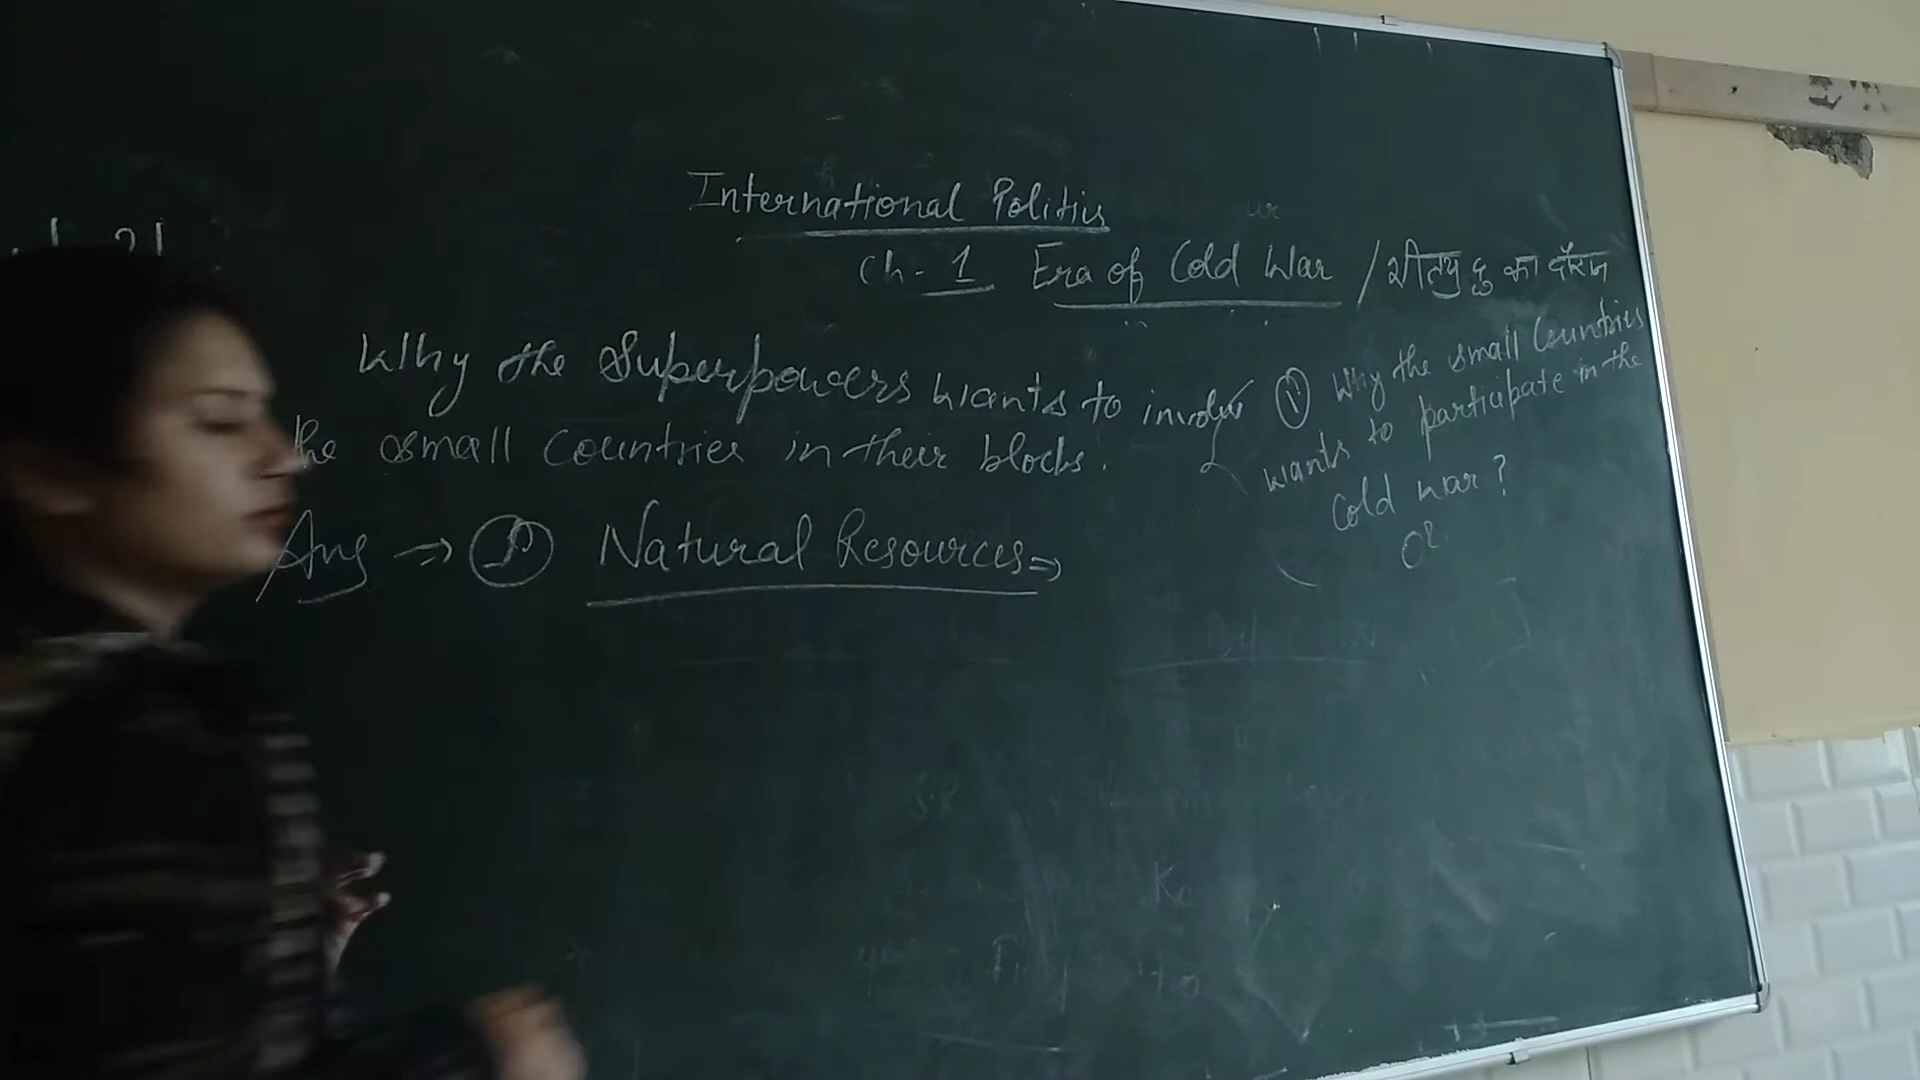 International Politics
Ch - 1 Era of Cold War / शीतयुद्ध का दौर
Why the Superpowers wants to involve
the small Countries in their blocks.
Ans → ① Natural Resources ⇒
① Why the small Countries
wants to participate in the
Cold war?
Or